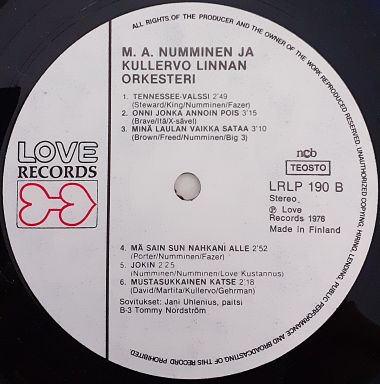 ALL RIGHTS OF THE PRODUCER AND OF THE OWNER OF THE WORK REPRODUCED RESERVED. UNAUTHORIZED COPYING, HIRING, LENDING, PUBLIC PERFORMANCE AND BROADCASTING OF THIS RECORD PROHIBITED.
M. A. NUMMINEN JA
KULLERVO LINNAN
ORKESTERI
1. TENNESSEE-VALSSI 2'49
(Steward/King/Numminen/Fazer)
2. ONNI JONKA ANNOIN POIS 3'15
(Brave/Itä/X-sävel)
3. MINÄ LAULAN VAIKKA SATAA 3'10
(Brown/Freed/Numminen/Big 3)
LOVE
RECORDS
ncb
TEOSTO
LRLP 190 B
Stereo
℗ Love
Records 1976
Made in Finland
4. MÄ SAIN SUN NAHKANI ALLE 2'52
(Porter/Numminen/Fazer)
5. JOKIN 2'25
(Numminen/Numminen/Love Kustannus)
6. MUSTASUKKAINEN KATSE 2'18
(David/Martita/Kullervo/Gehrman)
Sovitukset: Jani Uhlenius, paitsi
B-3 Tommy Nordström